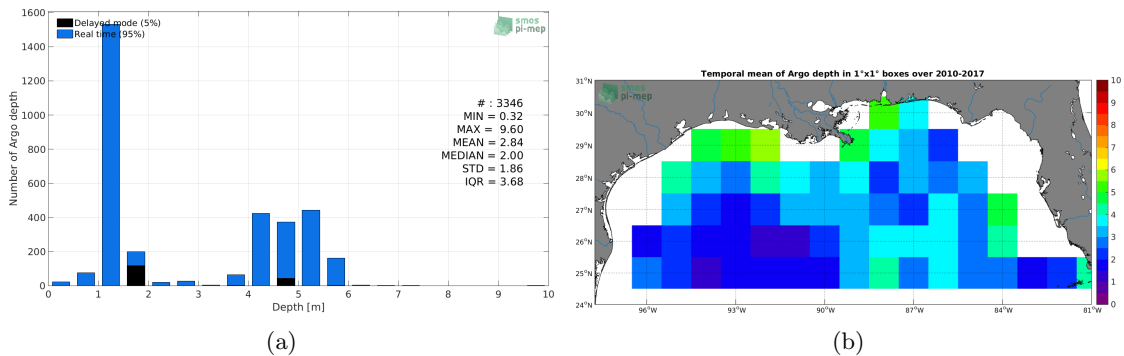 Delayed mode (5%)
Real time (95%)
smos
pi-mep
1600
1400
1200
1000
800
600
400
200
0
Number of Argo depth
# : 3346
MIN = 0.32
MAX = 9.60
MEAN = 2.84
MEDIAN = 2.00
STD = 1.86
IQR = 3.68
0 1 2 3 4 5 6 7 8 9 10
Depth [m]
(a)
Temporal mean of Argo depth in 1°x1° boxes over 2010-2017
smos
pi-mep
31°N
30°N
29°N
28°N
27°N
26°N
25°N
24°N
96°W 93°W 90°W 87°W 84°W 81°W
10
9
8
7
6
5
4
3
2
1
0
(b)